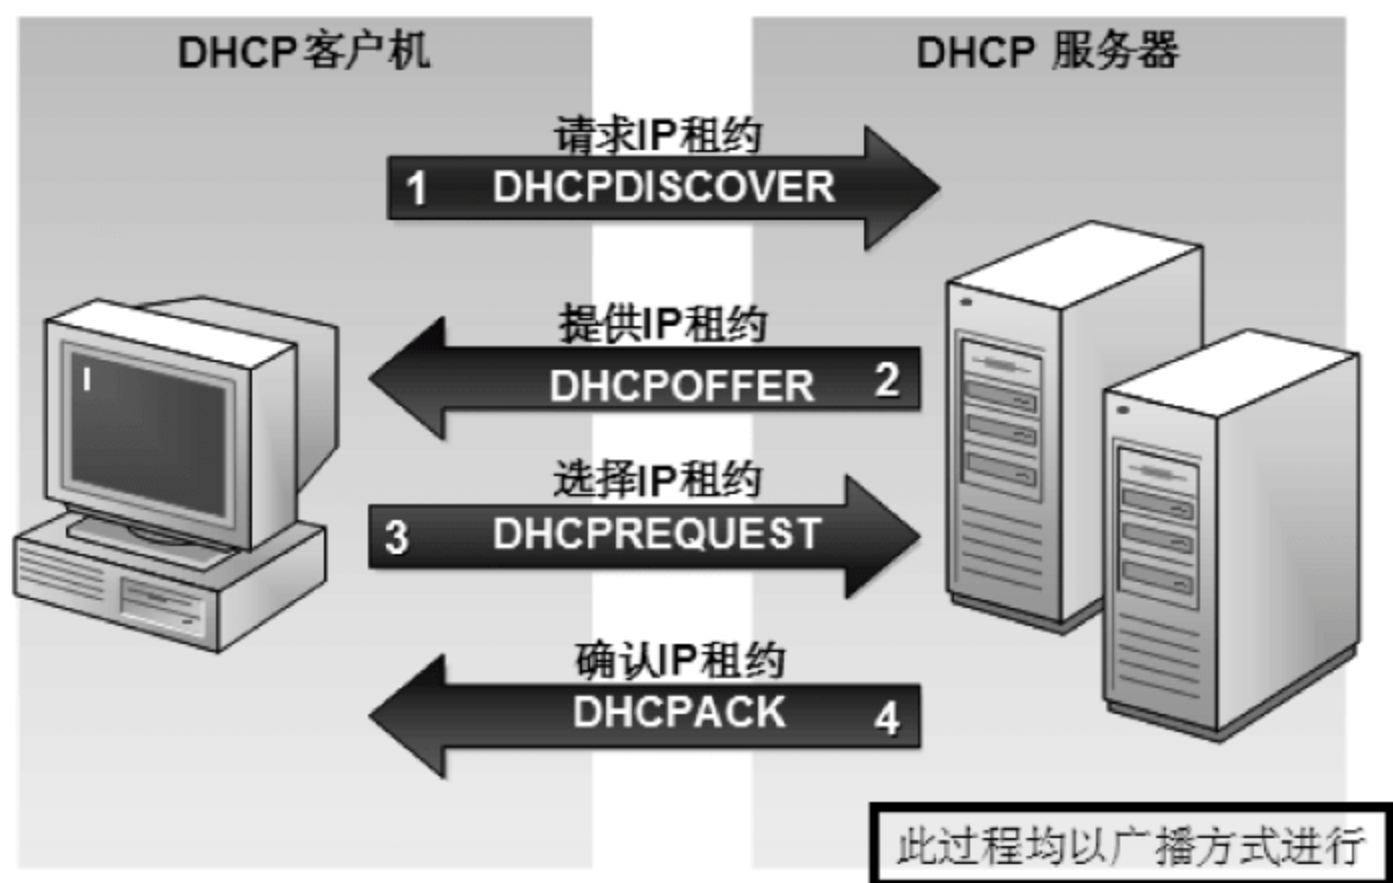 DHCP客户机
DHCP 服务器
请求IP租约
1 DHCPDISCOVER
提供IP租约
DHCPOFFER 2
选择IP租约
3 DHCPREQUEST
确认IP租约
DHCPACK 4
此过程均以广播方式进行